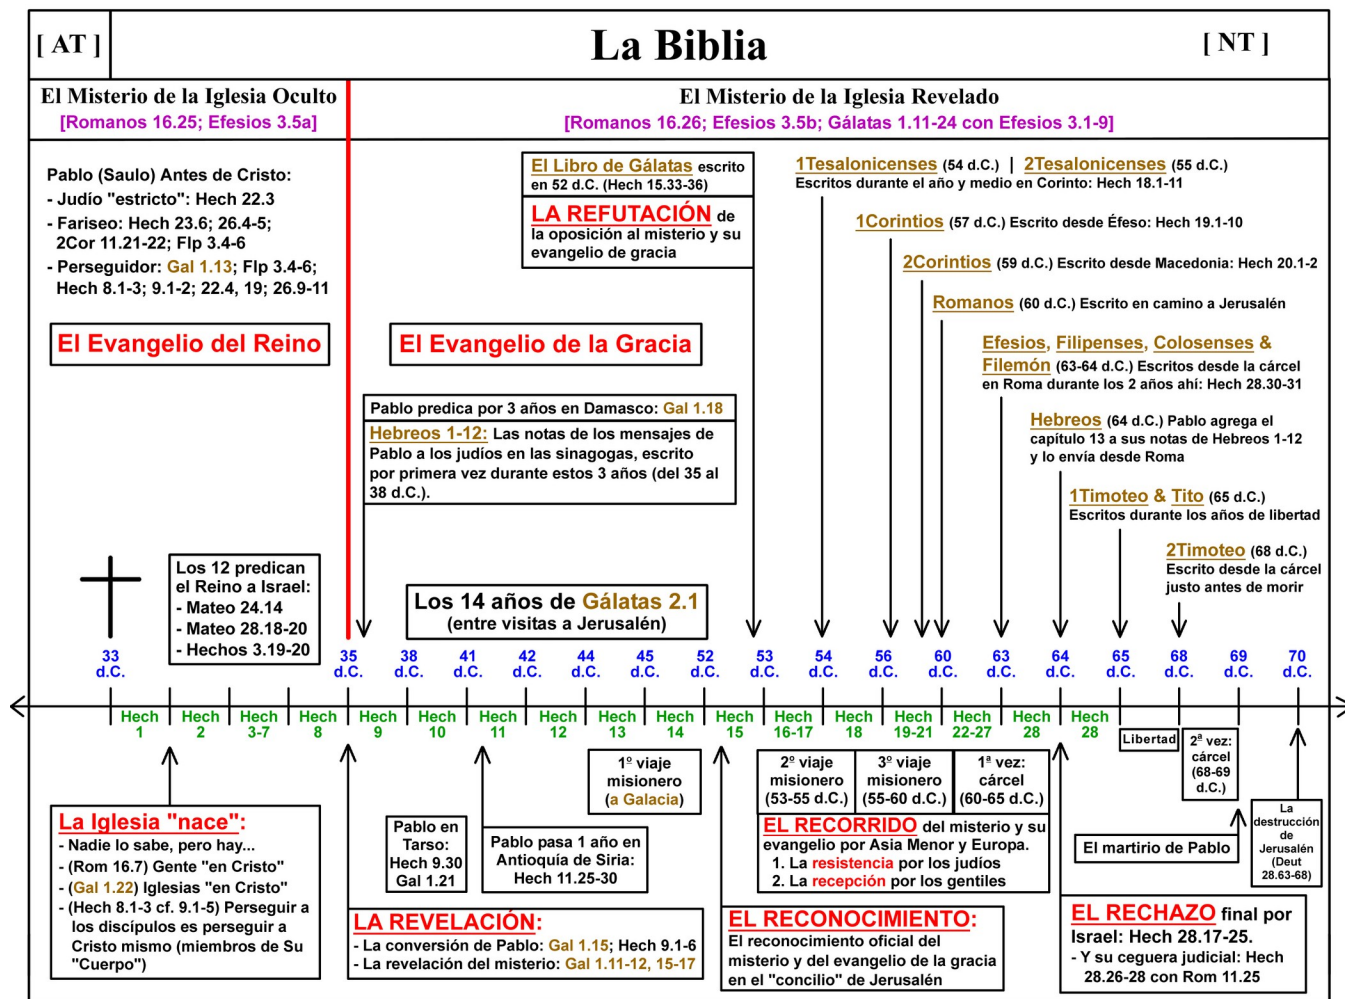 [ AT ]
La Biblia
[ NT ]
El Misterio de la Iglesia Oculto
[Romanos 16.25; Efesios 3.5a]
El Misterio de la Iglesia Revelado
[Romanos 16.26; Efesios 3.5b; Gálatas 1.11-24 con Efesios 3.1-9]
Pablo (Saulo) Antes de Cristo:
- Judío "estricto": Hech 22.3
- Fariseo: Hech 23.6; 26.4-5;
2Cor 11.21-22; Flp 3.4-6
- Perseguidor: Gal 1.13; Flp 3.4-6;
Hech 8.1-3; 9.1-2; 22.4, 19; 26.9-11
El Evangelio del Reino
El Libro de Gálatas escrito
en 52 d.C. (Hech 15.33-36)
LA REFUTACIÓN de
la oposición al misterio y su
evangelio de gracia
El Evangelio de la Gracia
1Tesalonicenses (54 d.C.) | 2Tesalonicenses (55 d.C.)
Escritos durante el año y medio en Corinto: Hech 18.1-11
1Corintios (57 d.C.) Escrito desde Éfeso: Hech 19.1-10
2Corintios (59 d.C.) Escrito desde Macedonia: Hech 20.1-2
Romanos (60 d.C.) Escrito en camino a Jerusalén
Efesios, Filipenses, Colosenses &
Filemón (63-64 d.C.) Escritos desde la cárcel
en Roma durante los 2 años ahí: Hech 28.30-31
Hebreos (64 d.C.) Pablo agrega el
capítulo 13 a sus notas de Hebreos 1-12
y lo envía desde Roma
1Timoteo & Tito (65 d.C.)
Escritos durante los años de libertad
2Timoteo (68 d.C.)
Escrito desde la cárcel
justo antes de morir
Pablo predica por 3 años en Damasco: Gal 1.18
Hebreos 1-12: Las notas de los mensajes de
Pablo a los judíos en las sinagogas, escrito
por primera vez durante estos 3 años (del 35 al
38 d.C.).
Los 12 predican
el Reino a Israel:
- Mateo 24.14
- Mateo 28.18-20
- Hechos 3.19-20
Los 14 años de Gálatas 2.1
(entre visitas a Jerusalén)
33 d.C.
35 d.C.
38 d.C.
41 d.C.
42 d.C.
44 d.C.
45 d.C.
52 d.C.
53 d.C.
54 d.C.
56 d.C.
60 d.C.
63 d.C.
64 d.C.
65 d.C.
68 d.C.
69 d.C.
70 d.C.
Hech 1
Hech 2
Hech 3-7
Hech 8
Hech 9
Hech 10
Hech 11
Hech 12
Hech 13
Hech 14
Hech 15
Hech 16-17
Hech 18
Hech 19-21
Hech 22-27
Hech 28
Hech 28
Libertad
2ª vez:
cárcel
(68-69
d.C.)
1º viaje
misionero
(a Galacia)
2º viaje
misionero
(53-55 d.C.)
3º viaje
misionero
(55-60 d.C.)
1ª vez:
cárcel
(60-65 d.C.)
EL RECORRIDO del misterio y su
evangelio por Asia Menor y Europa.
1. La resistencia por los judíos
2. La recepción por los gentiles
La Iglesia "nace":
- Nadie lo sabe, pero hay...
- (Rom 16.7) Gente "en Cristo"
- (Gal 1.22) Iglesias "en Cristo"
- (Hech 8.1-3 cf. 9.1-5) Perseguir a
los discípulos es perseguir a
Cristo mismo (miembros de Su
"Cuerpo")
Pablo en
Tarso:
Hech 9.30
Gal 1.21
Pablo pasa 1 año en
Antioquía de Siria:
Hech 11.25-30
El martirio de Pablo
La
destrucción
de
Jerusalén
(Deut
28.63-68)
LA REVELACIÓN:
- La conversión de Pablo: Gal 1.15; Hech 9.1-6
- La revelación del misterio: Gal 1.11-12, 15-17
EL RECONOCIMIENTO:
El reconocimiento oficial del
misterio y del evangelio de la gracia
en el "concilio" de Jerusalén
EL RECHAZO final por
Israel: Hech 28.17-25.
- Y su ceguera judicial: Hech
28.26-28 con Rom 11.25